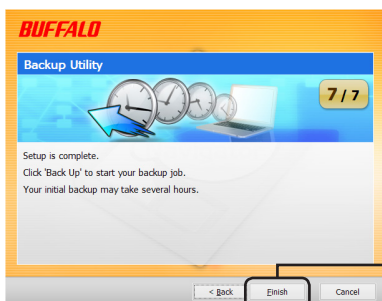 BUFFALO
Backup Utility
7 / 7
Setup is complete.
Click 'Back Up' to start your backup job.
Your initial backup may take several hours.
< Back
Finish
Cancel